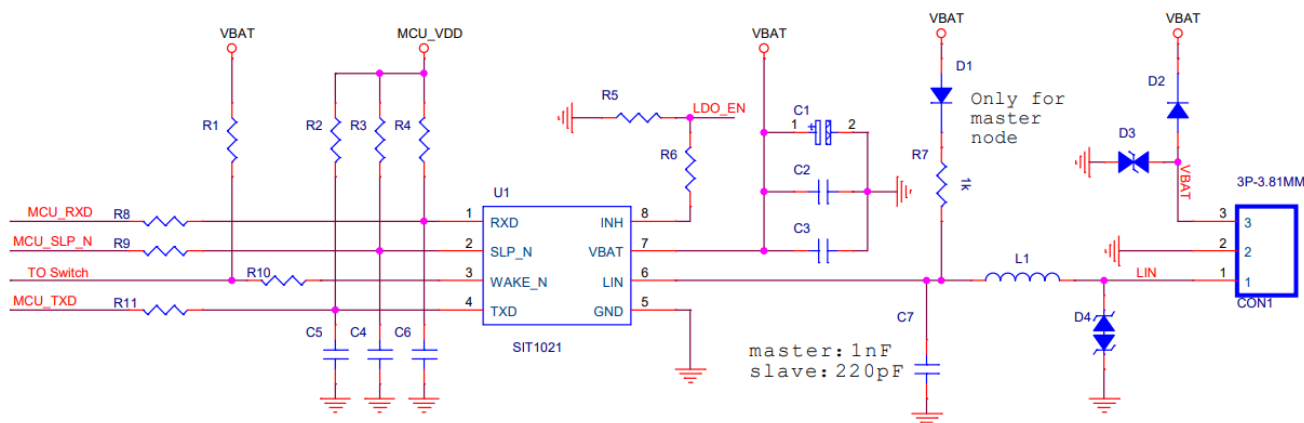 VBAT
MCU_VDD
VBAT
VBAT
VBAT
D1
D2
Only for
master
node
R5
LDO_EN
C1
1
2
R1
R2
R3
R4
D3
R6
C2
R7
1k
VBAT
3P-3.81MM
U1
MCU_RXD
R8
1
RXD
INH
8
3
3
MCU_SLP_N
R9
2
SLP_N
VBAT
7
C3
2
2
TO Switch
R10
3
WAKE_N
LIN
6
L1
LIN
1
1
MCU_TXD
R11
4
TXD
GND
5
CON1
C5
C4
C6
SIT1021
C7
D4
master:1nF
slave:220pF